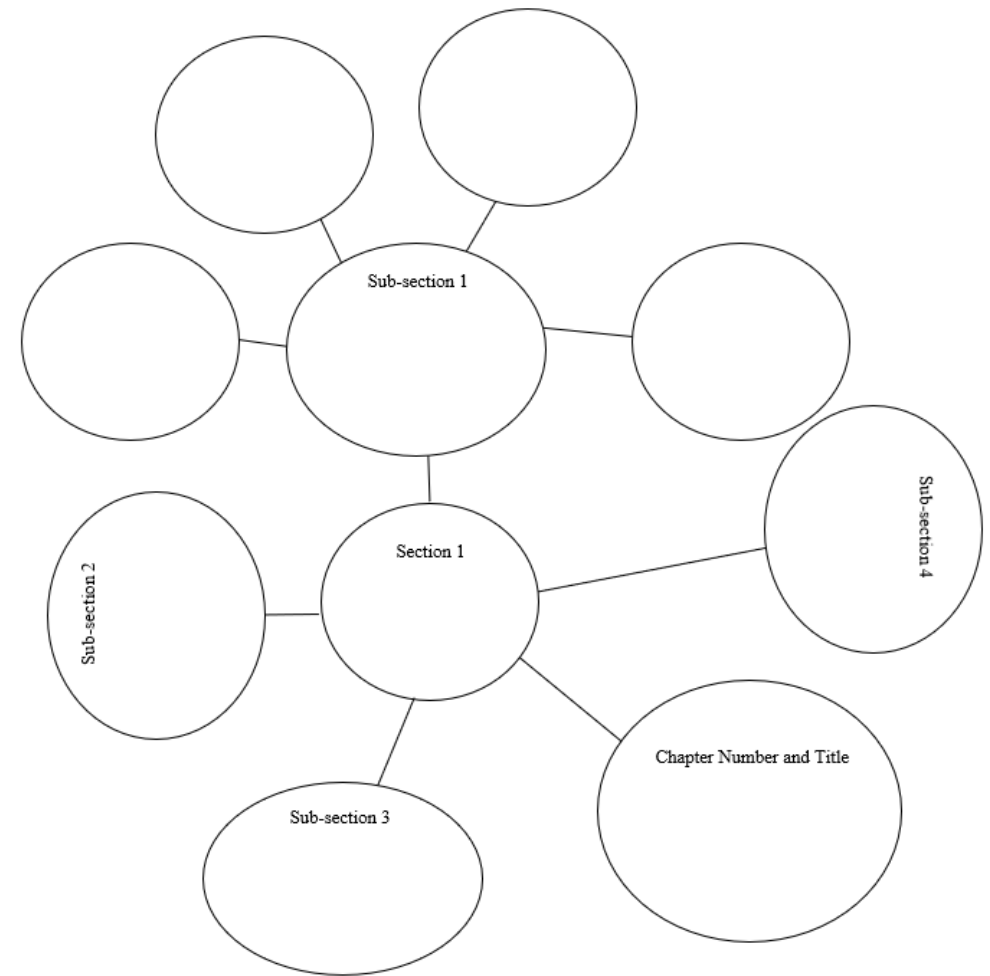 Sub-section 1
Sub-section 4
Section 1
Sub-section 2
Chapter Number and Title
Sub-section 3